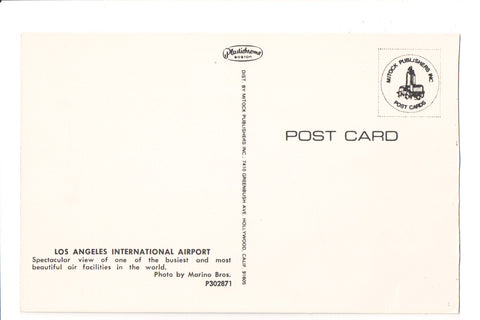 Plastichrome
BOSTON
MITOCK PUBLISHERS INC
POST CARDS
POST CARD
DIST. BY MITOCK PUBLISHERS INC. 7410 GREENBUSH AVE. HOLLYWOOD, CALIF. 91605
LOS ANGELES INTERNATIONAL AIRPORT
Spectacular view of one of the busiest and most
beautiful air facilities in the world.
Photo by Marino Bros.
P302871